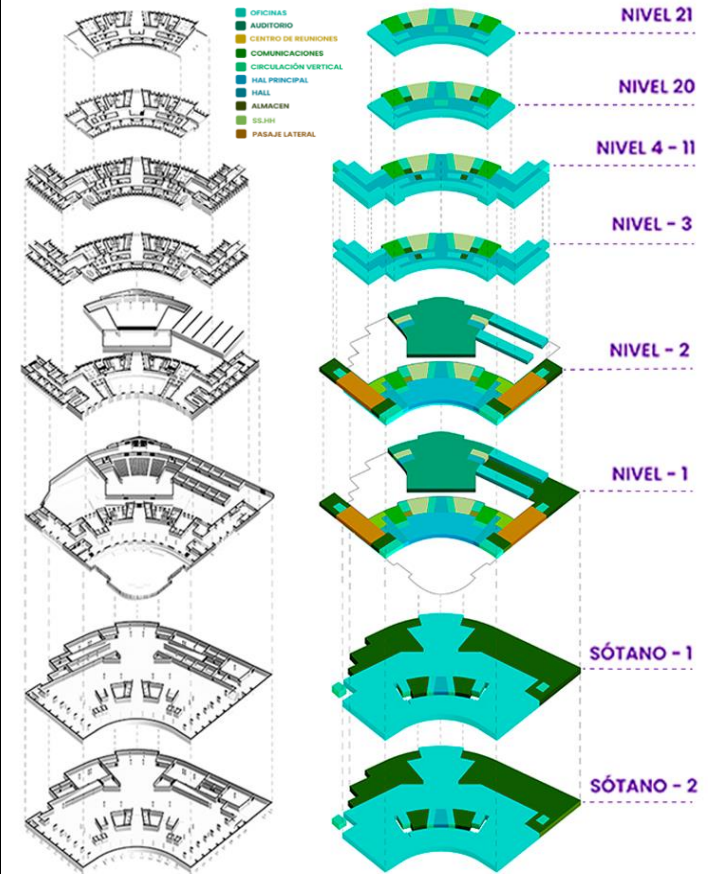 OFICINAS
AUDITORIO
CENTRO DE REUNIONES
COMUNICACIONES
CIRCULACIÓN VERTICAL
HAL PRINCIPAL
HALL
ALMACEN
SS.HH
PASAJE LATERAL
NIVEL 21
NIVEL 20
NIVEL 4 - 11
NIVEL - 3
NIVEL - 2
NIVEL - 1
SÓTANO - 1
SÓTANO - 2